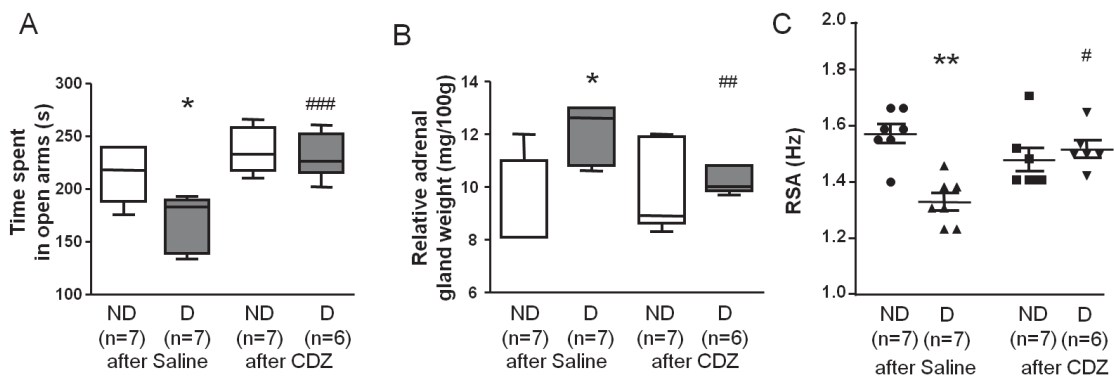 A
Time spent
in open arms (s)
300
250
200
150
100
*
###
ND
D
ND
D
(n=7)
(n=7)
(n=7)
(n=6)
after Saline
after CDZ
B
Relative adrenal
gland weight (mg/100g)
14
12
10
8
6
*
##
ND
D
ND
D
(n=7)
(n=7)
(n=7)
(n=6)
after Saline
after CDZ
C
RSA (Hz)
2.0
1.8
1.6
1.4
1.2
1.0
**
#
ND
D
ND
D
(n=7)
(n=7)
(n=7)
(n=6)
after Saline
after CDZ